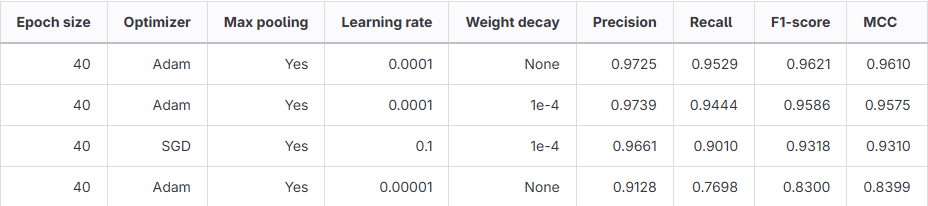 Epoch size Optimizer Max pooling Learning rate Weight decay Precision Recall F1-score MCC
40 Adam Yes 0.0001 None 0.9725 0.9529 0.9621 0.9610
40 Adam Yes 0.0001 1e-4 0.9739 0.9444 0.9586 0.9575
40 SGD Yes 0.1 1e-4 0.9661 0.9010 0.9318 0.9310
40 Adam Yes 0.00001 None 0.9128 0.7698 0.8300 0.8399